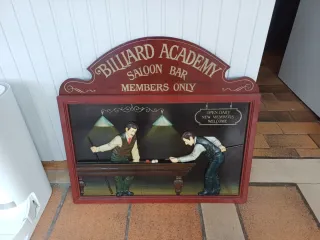 BILLIARD ACADEMY
SALOON BAR
MEMBERS ONLY
OPEN DAILY
NEW MEMBERS
WELCOME